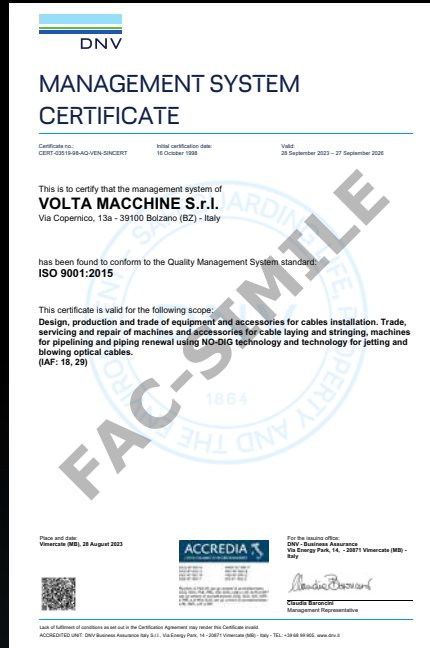 DNV
MANAGEMENT SYSTEM
CERTIFICATE
Certificate no.:
CERT-03519-98-AQ-VEN-SINCERT
Initial certification date:
16 October 1998
Valid:
28 September 2023 – 27 September 2026
This is to certify that the management system of
VOLTA MACCHINE S.r.l.
Via Copernico, 13a - 39100 Bolzano (BZ) - Italy
has been found to conform to the Quality Management System standard:
ISO 9001:2015
This certificate is valid for the following scope:
Design, production and trade of equipment and accessories for cables installation. Trade,
servicing and repair of machines and accessories for cable laying and stringing, machines
for pipelining and piping renewal using NO-DIG technology and technology for jetting and
blowing optical cables.
(IAF: 18, 29)
FAC-SIMILE
1864
Place and date:
Vimercate (MB), 28 August 2023
ACCREDIA
For the issuing office:
DNV - Business Assurance
Via Energy Park, 14, - 20871 Vimercate (MB) -
Italy
Claudia Baroncini
Management Representative
Lack of fulfilment of conditions as set out in the Certification Agreement may render this Certificate invalid.
ACCREDITED UNIT: DNV Business Assurance Italy S.r.l., Via Energy Park, 14 - 20871 Vimercate (MB) - Italy - TEL: +39 68 99 905. www.dnv.it